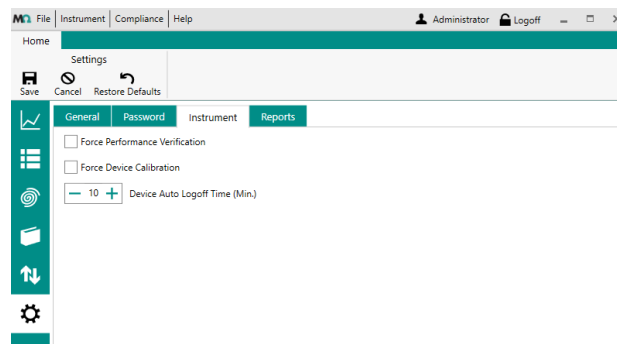 MΩ File Instrument Compliance Help Administrator Logoff
Home
Settings
Save Cancel Restore Defaults
General Password Instrument Reports
Force Performance Verification
Force Device Calibration
10 Device Auto Logoff Time (Min.)